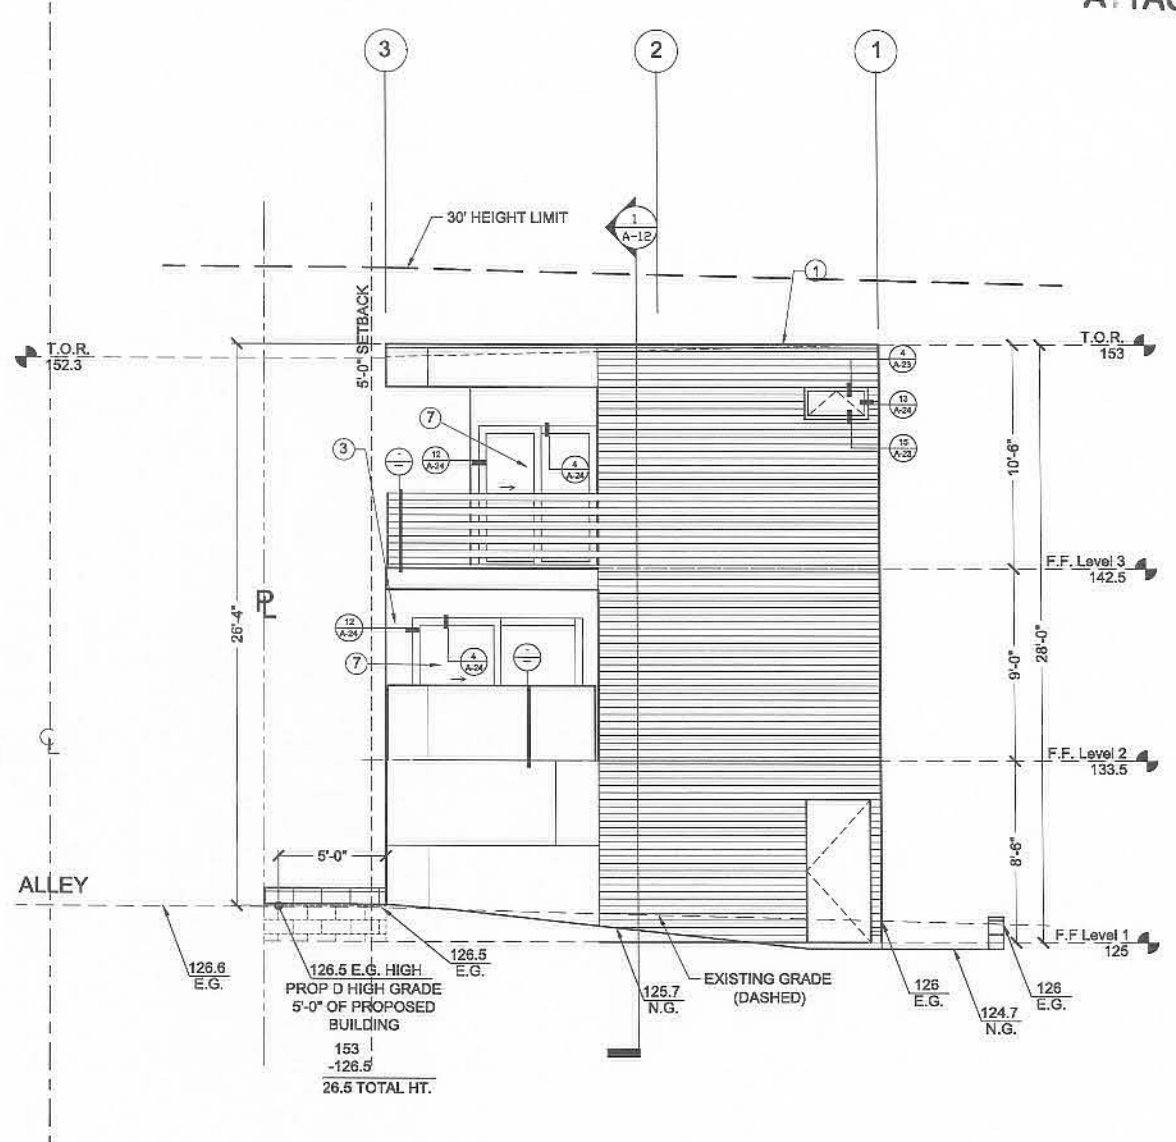 3
2
1
30' HEIGHT LIMIT
1
A-12
1
5'-0" SETBACK
T.O.R.
152.3
T.O.R.
153
4
A-23
13
A-24
15
A-23
7
3
12
A-24
4
A-24
10'-6"
F.F. Level 3
142.5
26'-4"
PL
12
A-24
7
4
A-24
9'-0"
28'-0"
CL
F.F. Level 2
133.5
8'-6"
5'-0"
ALLEY
F.F Level 1
125
126.6
E.G.
126.5 E.G. HIGH
PROP D HIGH GRADE
5'-0" OF PROPOSED
BUILDING
153
-126.5
26.5 TOTAL HT.
126.5
E.G.
125.7
N.G.
EXISTING GRADE
(DASHED)
126
E.G.
124.7
N.G.
126
E.G.